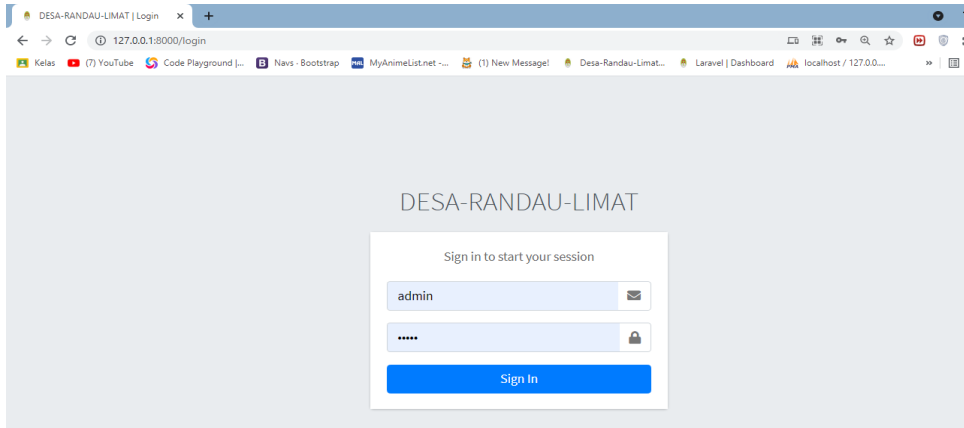 DESA-RANDAU-LIMAT | Login
127.0.0.1:8000/login
Kelas (7) YouTube Code Playground |... Navs · Bootstrap MyAnimeList.net -... (1) New Message! Desa-Randau-Limat... Laravel | Dashboard localhost / 127.0.0.... »
DESA-RANDAU-LIMAT
Sign in to start your session
admin
•••••
Sign In